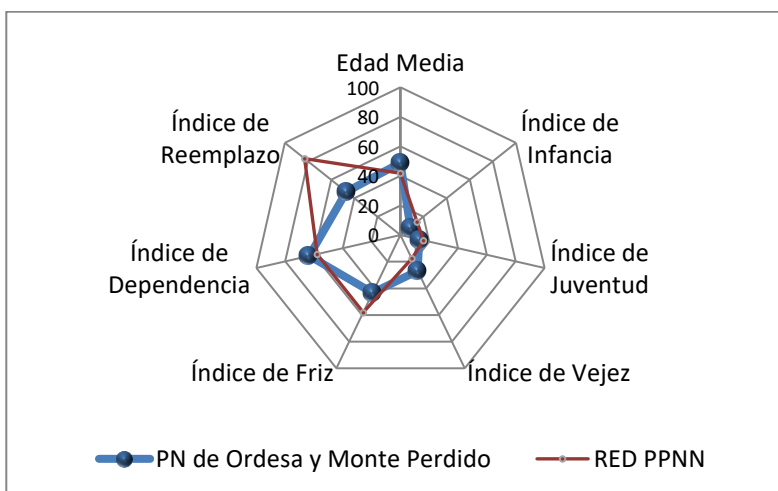 Edad Media
100
80
60
40
20
0
Índice de
Infancia
Índice de
Juventud
Índice de Vejez
Índice de Friz
Índice de
Dependencia
Índice de
Reemplazo
PN de Ordesa y Monte Perdido
RED PPNN